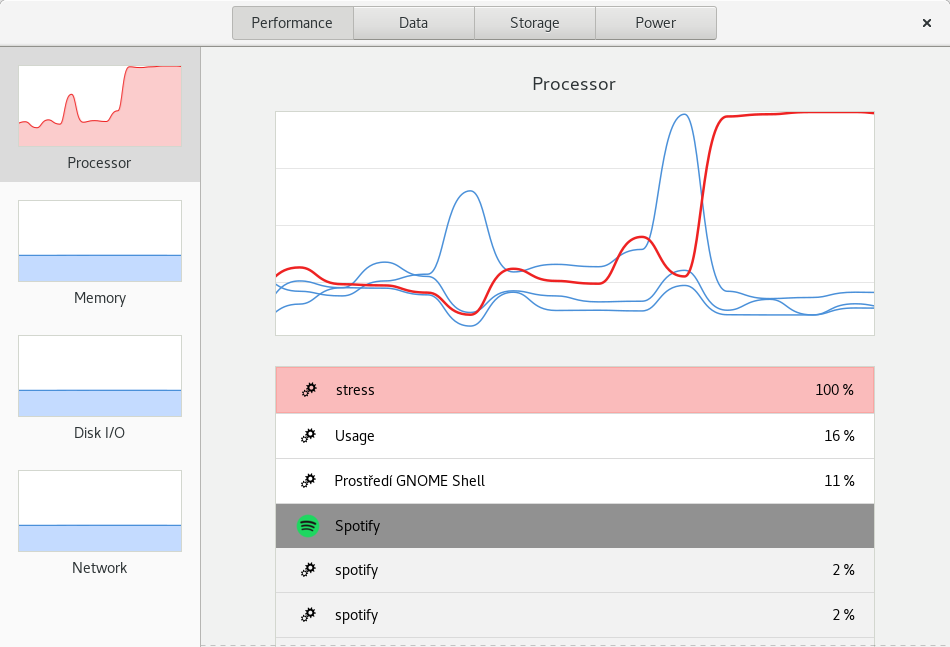 Performance Data Storage Power
Processor
Memory
Disk I/O
Network
Processor
stress 100 %
Usage 16 %
Prostředí GNOME Shell 11 %
Spotify
spotify 2 %
spotify 2 %